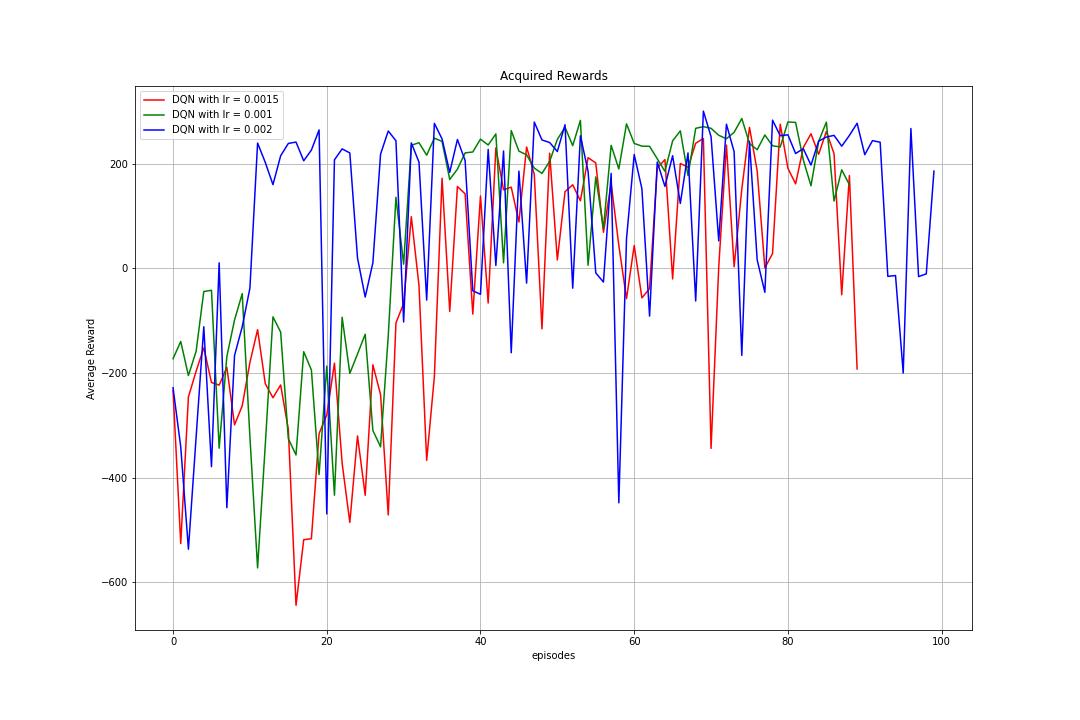 Acquired Rewards
DQN with lr = 0.0015
DQN with lr = 0.001
DQN with lr = 0.002
Average Reward
200
0
−200
−400
−600
0
20
40
60
80
100
episodes